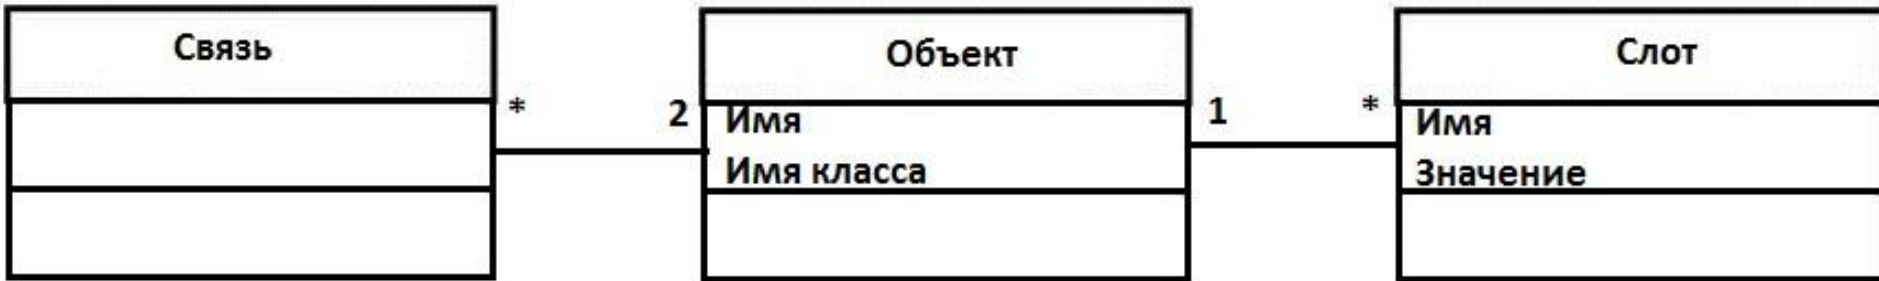 Связь
* 2
Объект
Имя
Имя класса
1 *
Слот
Имя
Значение